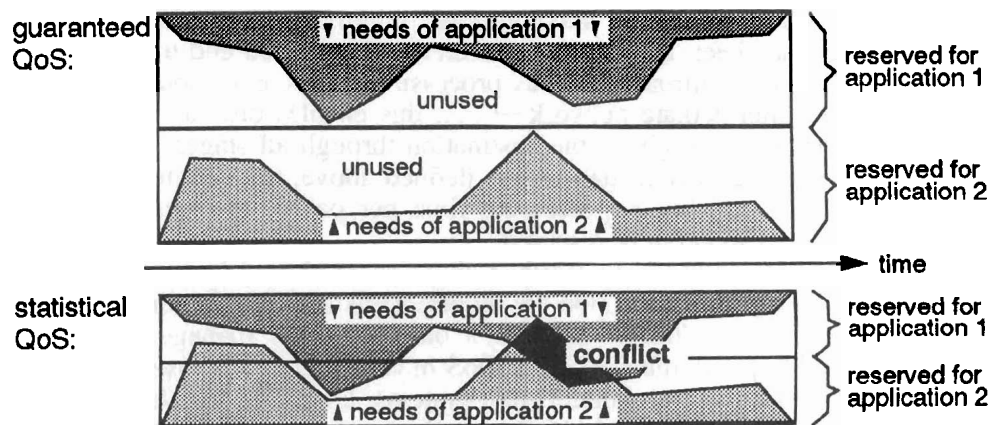 guaranteed
QoS:
▼ needs of application 1 ▼
unused
reserved for
application 1
unused
▲ needs of application 2 ▲
reserved for
application 2
time
statistical
QoS:
▼ needs of application 1 ▼
conflict
▲ needs of application 2 ▲
reserved for
application 1
reserved for
application 2